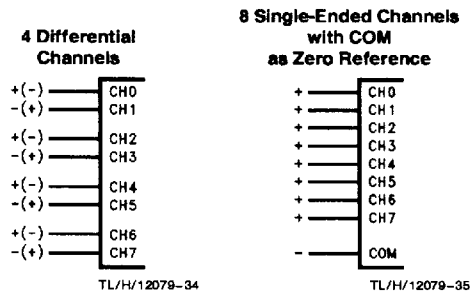 4 Differential
Channels
+(-) CH0
-(+) CH1
+(-) CH2
-(+) CH3
+(-) CH4
-(+) CH5
+(-) CH6
-(+) CH7
TL/H/12079-34
8 Single-Ended Channels
with COM
as Zero Reference
+ CH0
+ CH1
+ CH2
+ CH3
+ CH4
+ CH5
+ CH6
+ CH7
- COM
TL/H/12079-35